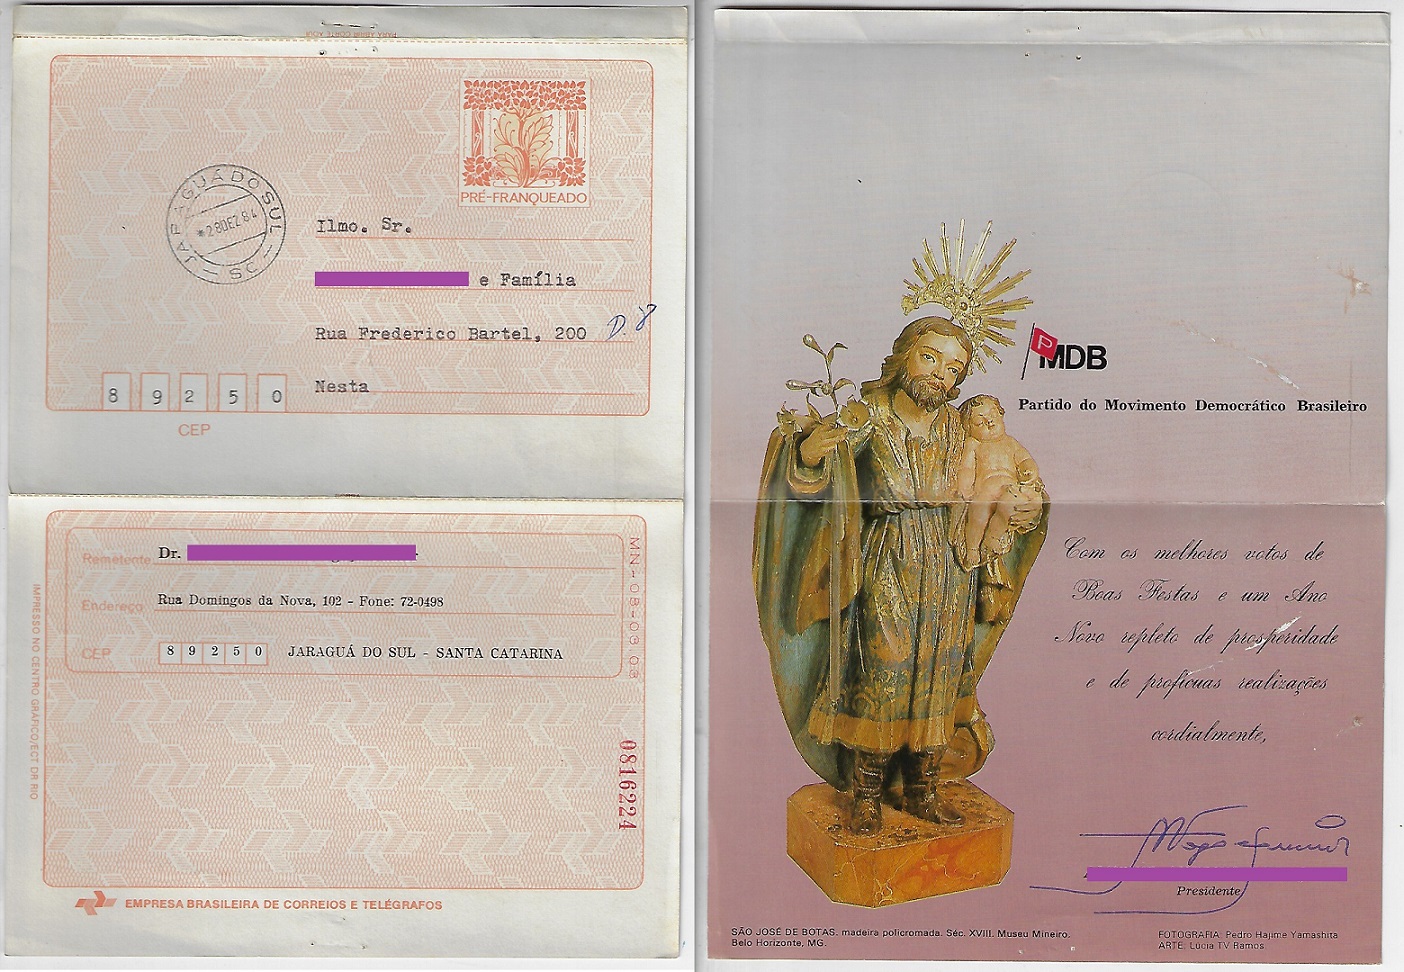 PARA ABRIR CORTE AQUI
PRÉ-FRANQUEADO
JARAGUÁ DO SUL
*28DEZ84
SC
Ilmo. Sr.
e Família
Rua Frederico Bartel, 200
D. 8
Nesta
8 9 2 5 0
CEP
Remetente Dr.
Endereço Rua Domingos da Nova, 102 - Fone: 72-0498
CEP 8 9 2 5 0 JARAGUÁ DO SUL - SANTA CATARINA
MN-08-03.03
0816224
IMPRESSO NO CENTRO GRÁFICO/ECT DR RIO
EMPRESA BRASILEIRA DE CORREIOS E TELÉGRAFOS
PMDB
Partido do Movimento Democrático Brasileiro
Com os melhores votos de
Boas Festas e um Ano
Novo repleto de prosperidade
e de profícuas realizações
cordialmente,
Presidente
SÃO JOSÉ DE BOTAS. madeira policromada. Séc. XVIII. Museu Mineiro.
Belo Horizonte, MG.
FOTOGRAFIA: Pedro Hajime Yamashita
ARTE: Lúcia TV Ramos.